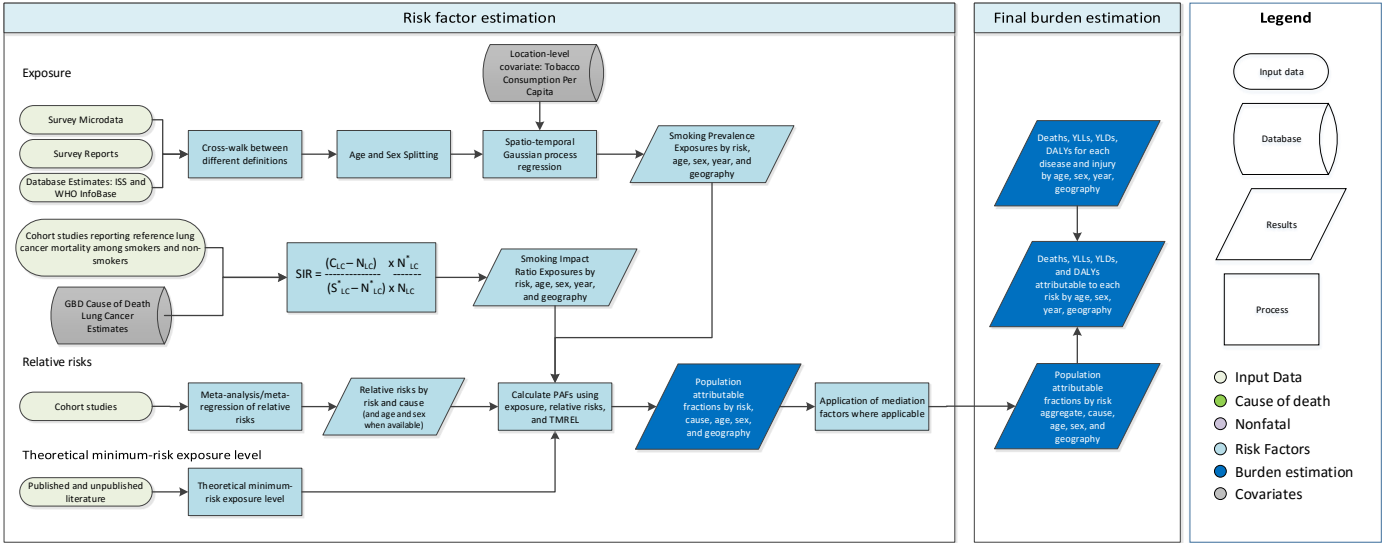 Risk factor estimation
Final burden estimation
Legend
Exposure
Location-level
covariate: Tobacco
Consumption Per
Capita
Survey Microdata
Survey Reports
Database Estimates: ISS and
WHO InfoBase
Cross-walk between
different definitions
Age and Sex Splitting
Spatio-temporal
Gaussian process
regression
Smoking Prevalence
Exposures by risk,
age, sex, year, and
geography
Cohort studies reporting reference lung
cancer mortality among smokers and non-
smokers
GBD Cause of Death
Lung Cancer
Estimates
SIR = (C_LC – N_LC) x N*_LC
--------------- --------
(S*_LC – N*_LC) x N_LC
Smoking Impact
Ratio Exposures by
risk, age, sex, year,
and geography
Relative risks
Cohort studies
Meta-analysis/meta-
regression of relative
risks
Relative risks by
risk and cause
(and age and sex
when available)
Calculate PAFs using
exposure, relative risks,
and TMREL
Population
attributable
fractions by risk,
cause, age, sex,
and geography
Application of mediation
factors where applicable
Theoretical minimum-risk exposure level
Published and unpublished
literature
Theoretical minimum-
risk exposure level
Deaths, YLLs, YLDs,
DALYs for each
disease and injury
by age, sex, year,
geography
Deaths, YLLs, YLDs,
and DALYs
attributable to each
risk by age, sex,
year, geography
Population
attributable
fractions by risk
aggregate, cause,
age, sex, and
geography
Input data
Database
Results
Process
Input Data
Cause of death
Nonfatal
Risk Factors
Burden estimation
Covariates